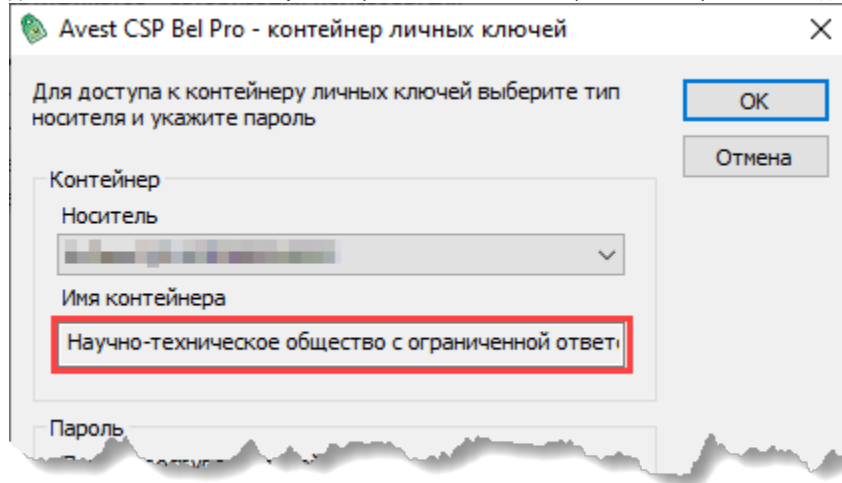 Avest CSP Bel Pro - контейнер личных ключей
Для доступа к контейнеру личных ключей выберите тип
носителя и укажите пароль
OK
Отмена
Контейнер
Носитель
Имя контейнера
Научно-техническое общество с ограниченной ответ
Пароль